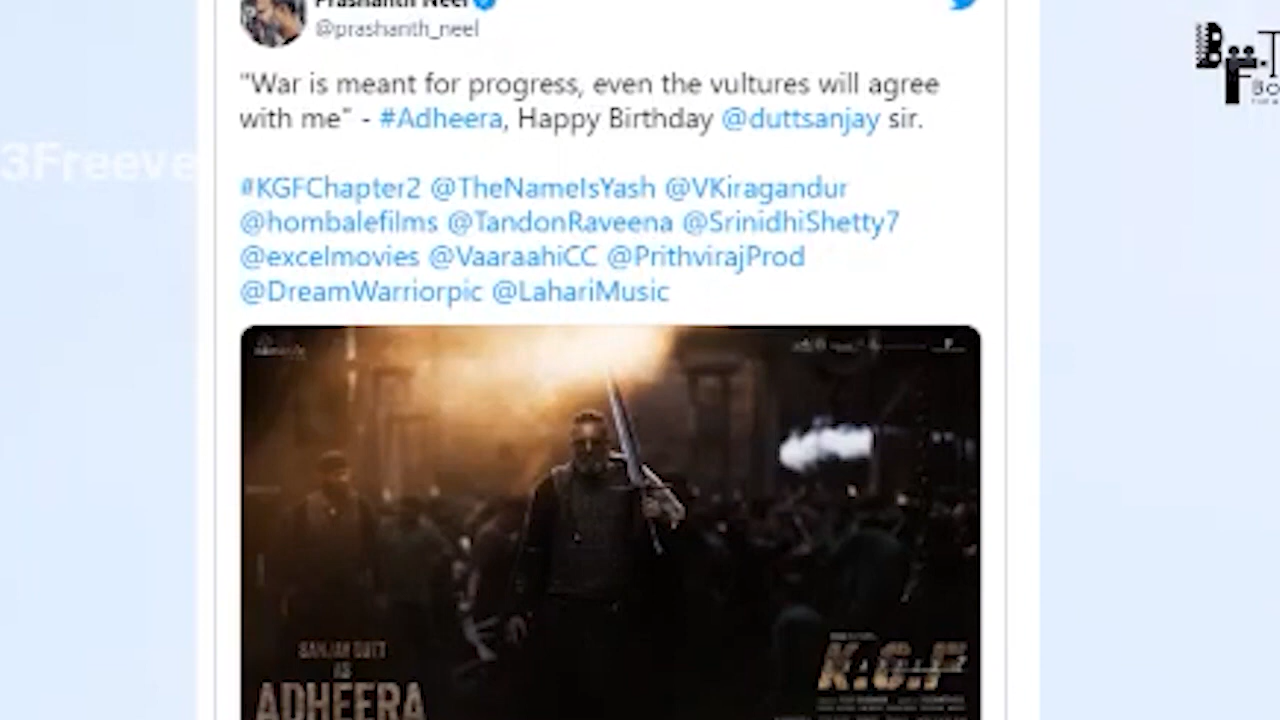 Prashanth Neel
@prashanth_neel
"War is meant for progress, even the vultures will agree
with me" - #Adheera, Happy Birthday @duttsanjay sir.
#KGFChapter2 @TheNameIsYash @VKiragandur
@hombalefilms @TandonRaveena @SrinidhiShetty7
@excelmovies @VaaraahiCC @PrithvirajProd
@DreamWarriorpic @LahariMusic
3Freeve
SANJAY DUTT
AS
ADHEERA
K.G.F